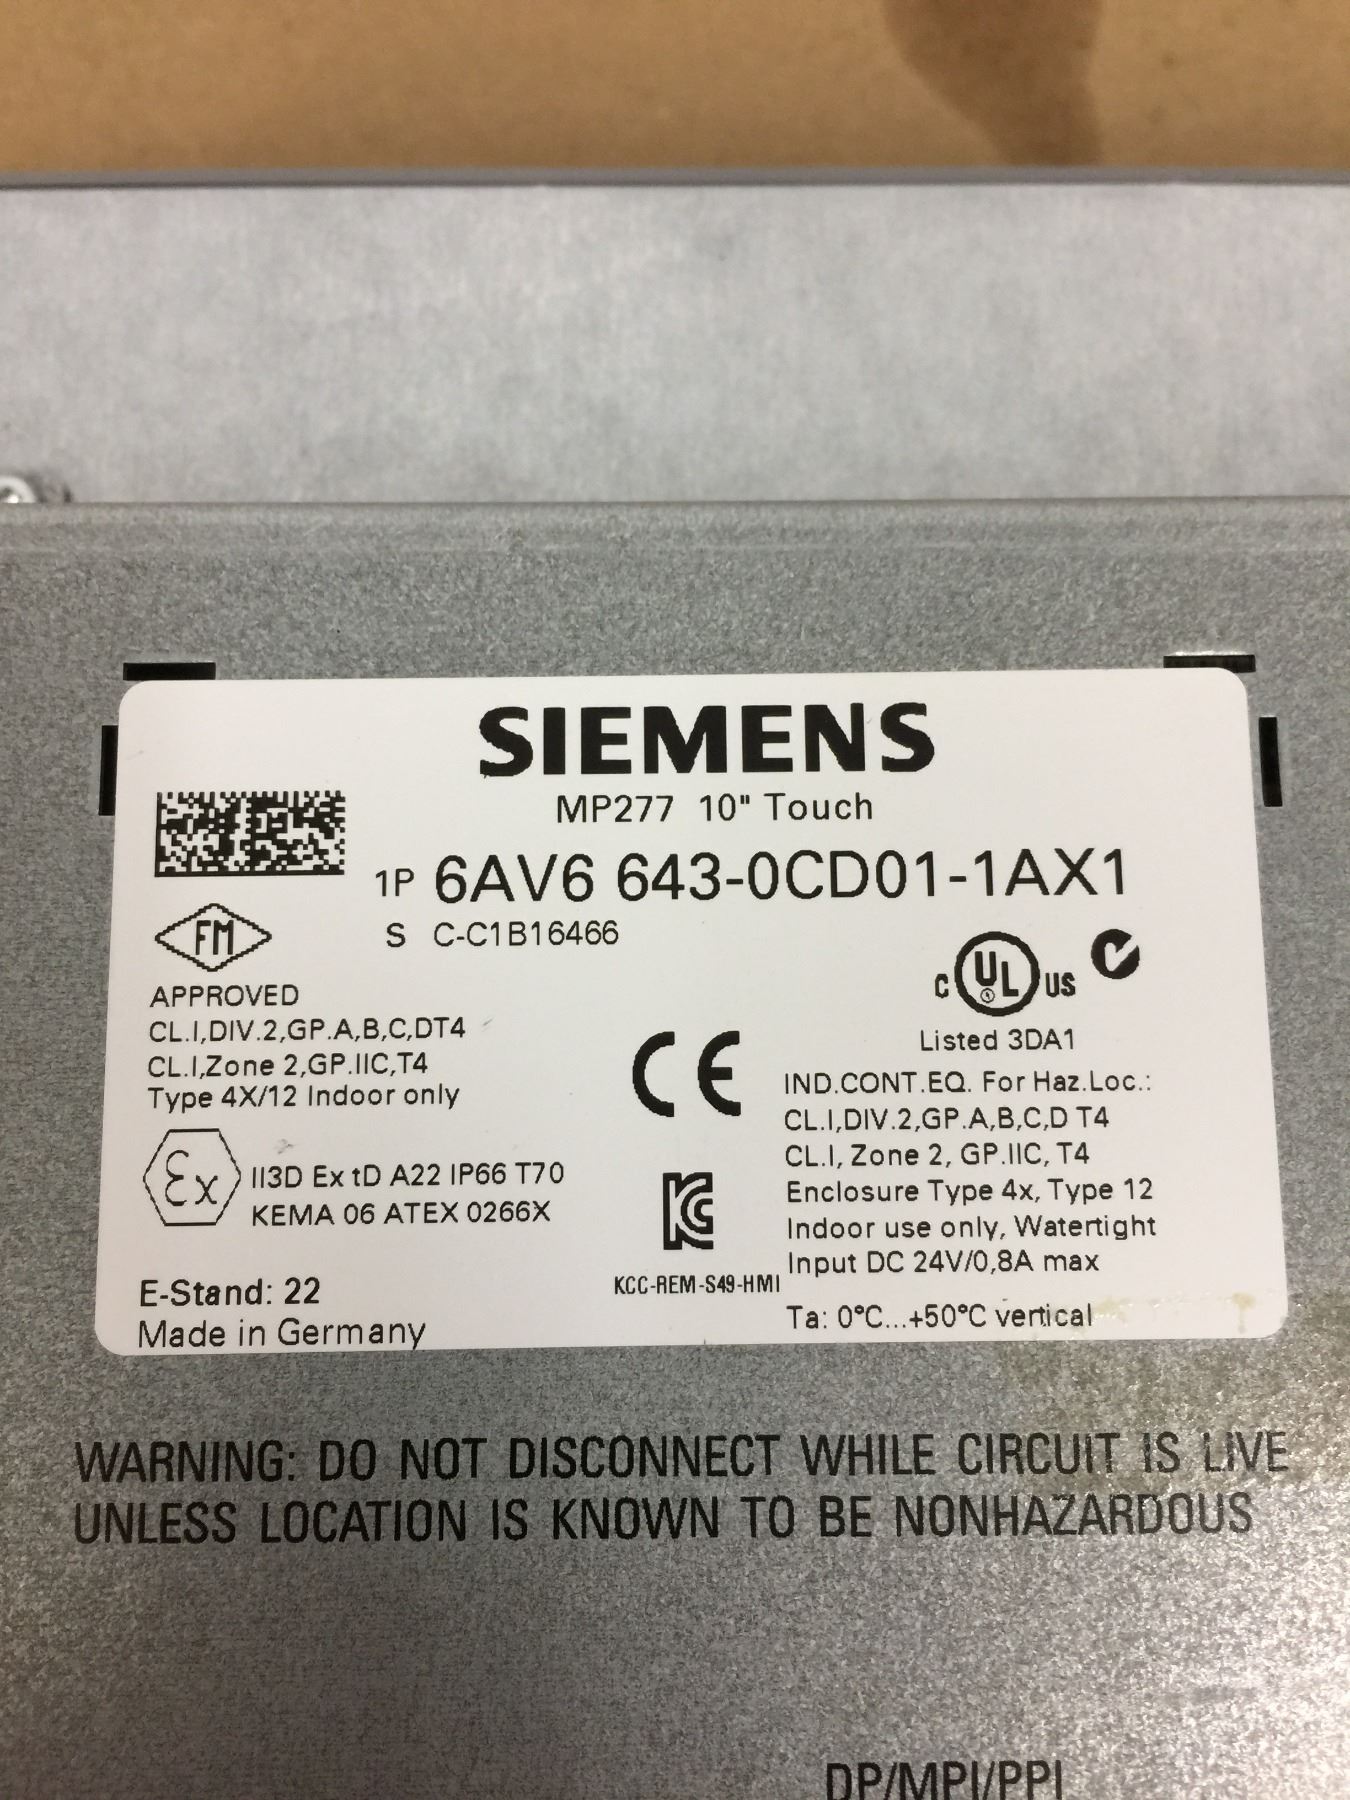 SIEMENS
MP277 10" Touch
1P 6AV6 643-0CD01-1AX1
S C-C1B16466
FM
APPROVED
CL.I,DIV.2,GP.A,B,C,DT4
CL.I,Zone 2,GP.IIC,T4
Type 4X/12 Indoor only
Ex II3D Ex tD A22 IP66 T70
KEMA 06 ATEX 0266X
E-Stand: 22
Made in Germany
CE
KC
KCC-REM-S49-HMI
C UL US
Listed 3DA1
IND.CONT.EQ. For Haz.Loc.:
CL.I,DIV.2,GP.A,B,C,D T4
CL.I, Zone 2, GP.IIC, T4
Enclosure Type 4x, Type 12
Indoor use only, Watertight
Input DC 24V/0,8A max
Ta: 0°C...+50°C vertical
WARNING: DO NOT DISCONNECT WHILE CIRCUIT IS LIVE
UNLESS LOCATION IS KNOWN TO BE NONHAZARDOUS
DP/MPI/PPI